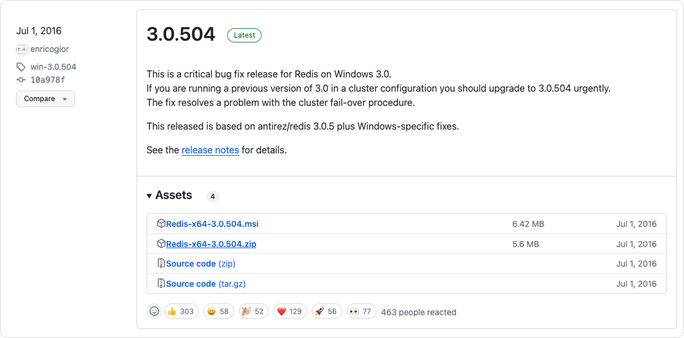 Jul 1, 2016
enricogior
win-3.0.504
10a978f
Compare
3.0.504 Latest
This is a critical bug fix release for Redis on Windows 3.0.
If you are running a previous version of 3.0 in a cluster configuration you should upgrade to 3.0.504 urgently.
The fix resolves a problem with the cluster fail-over procedure.
This released is based on antirez/redis 3.0.5 plus Windows-specific fixes.
See the release notes for details.
Assets 4
Redis-x64-3.0.504.msi 6.42 MB Jul 1, 2016
Redis-x64-3.0.504.zip 5.6 MB Jul 1, 2016
Source code (zip) Jul 1, 2016
Source code (tar.gz) Jul 1, 2016
303 58 52 129 56 77 463 people reacted